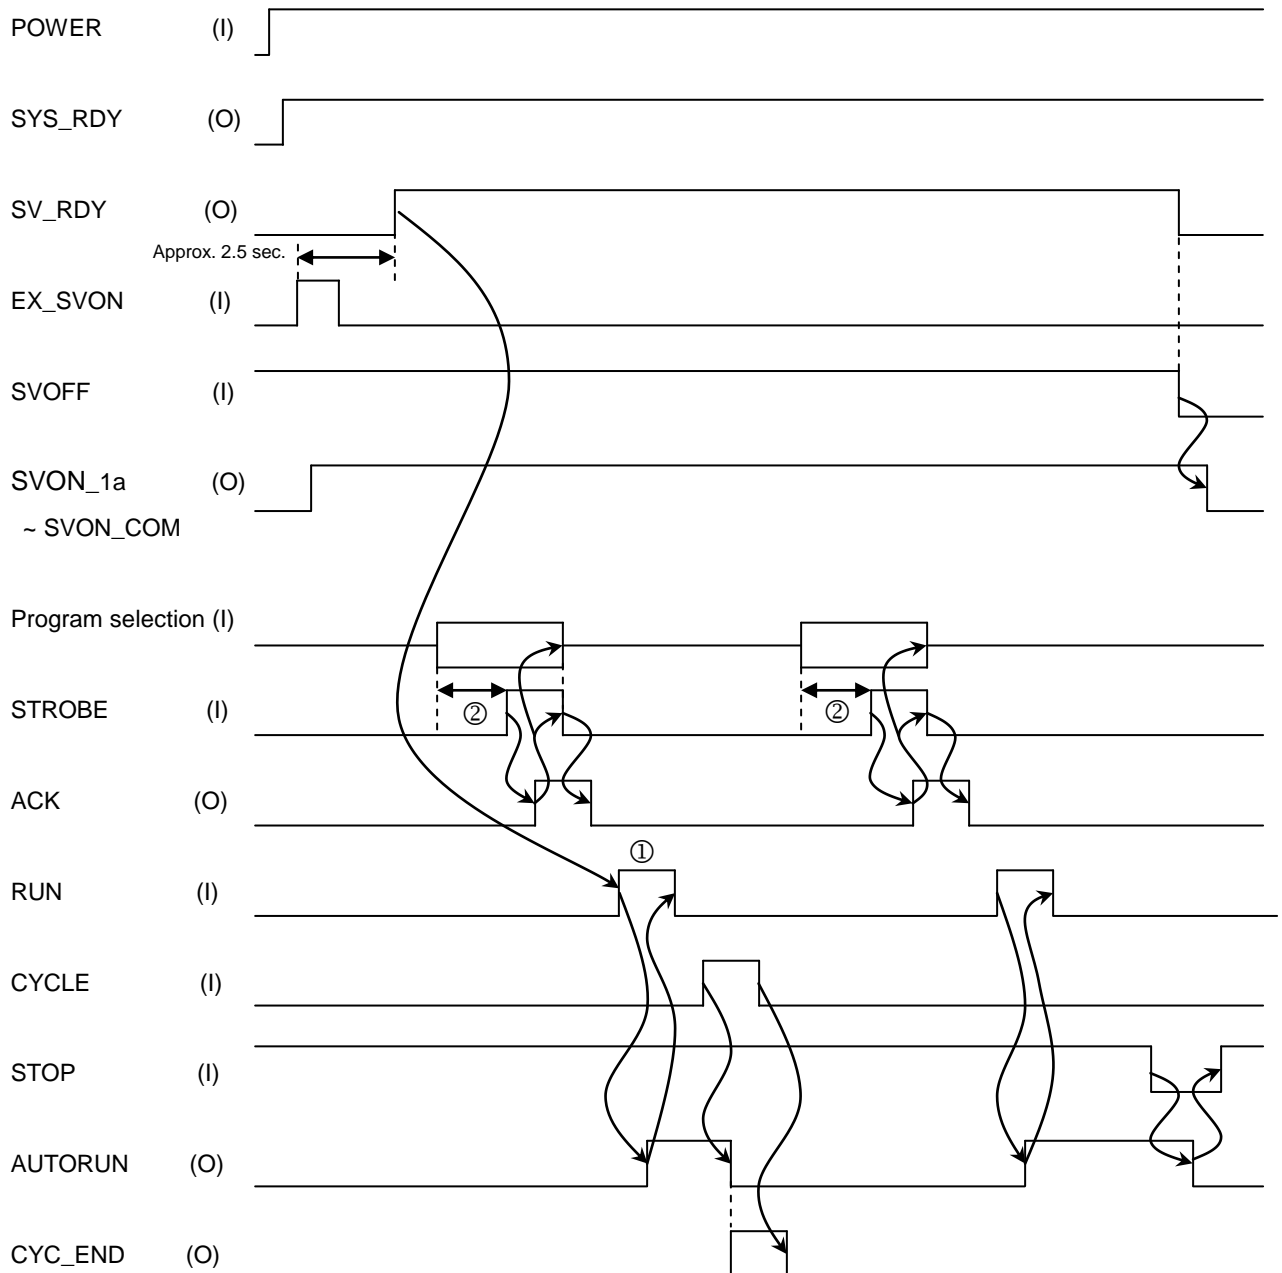 POWER (I)
SYS_RDY (O)
SV_RDY (O)
Approx. 2.5 sec.
EX_SVON (I)
SVOFF (I)
SVON_1a (O)
~ SVON_COM
Program selection (I)
STROBE (I) ② ②
ACK (O)
①
RUN (I)
CYCLE (I)
STOP (I)
AUTORUN (O)
CYC_END (O)